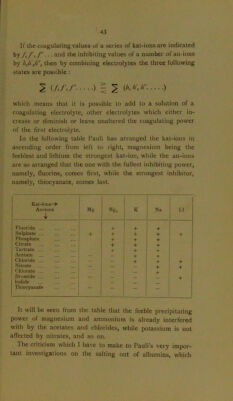 43
If the coagulating values of a series of kat-ions are indicated
by f, f', f'' . . . and the inhibiting values of a number of an-ions
by h, h', h'', then by combining electrolytes the three following
states are possible :
∑ (f, f', f'' . . . . .) ⋛ ∑ (h, h', h'' . . . . .)
which means that it is possible to add to a solution of a
coagulating electrolyte, other electrolytes which either in-
crease or diminish or leave unaltered the coagulating power
of the first electrolyte.
In the following table Pauli has arranged the kat-ions in
ascending order from left to right, magnesium being the
feeblest and lithium the strongest kat-ion, while the an-ions
are so arranged that the one with the fullest inhibiting power,
namely, fluorine, comes first, while the strongest inhibitor,
namely, thiocyanate, comes last.
Kat-ions→
An-ions Mg NH₄ K Na Li
↓
Fluoride ...
Sulphate ...
Phosphate ...
Citrate ...
Tartrate ...
Acetate ...
Chloride ...
Nitrate ...
Chlorate ...
Bromide ...
Iodide ...
Thiocyanate ...
It will be seen from the table that the feeble precipitating
power of magnesium and ammonium is already interfered
with by the acetates and chlorides, while potassium is not
affected by nitrates, and so on.
The criticism which I have to make to Pauli's very impor-
tant investigations on the salting out of albumins, which